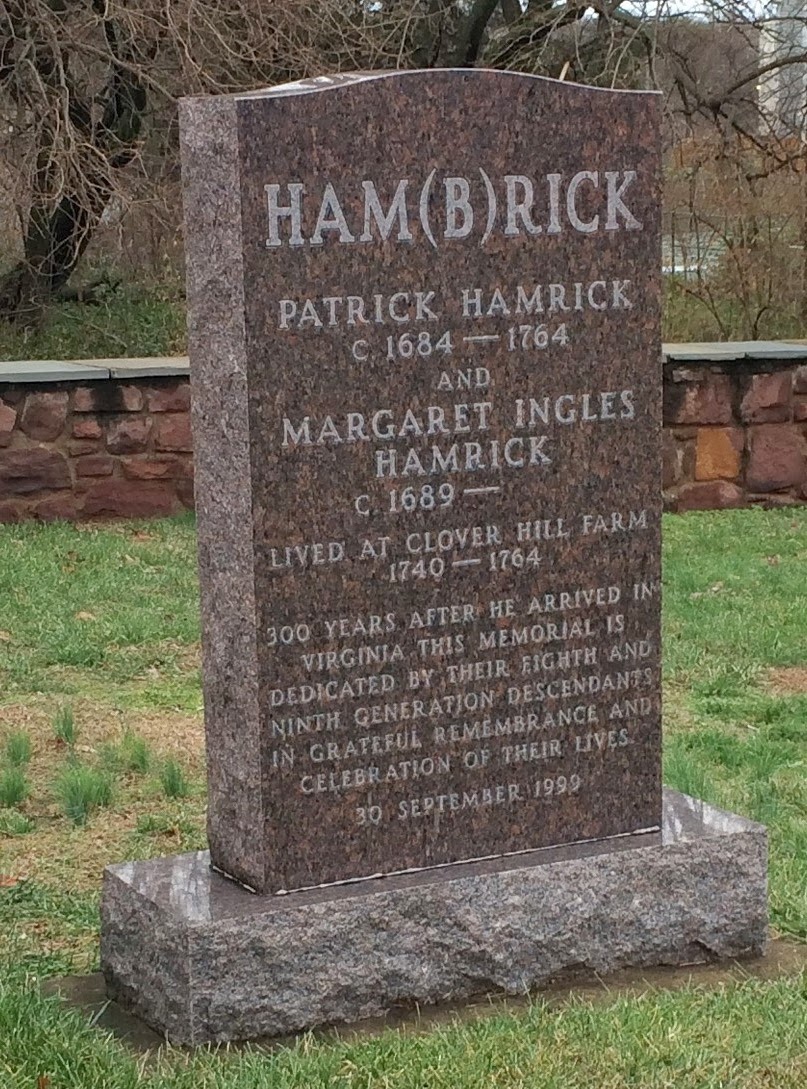 HAM(B)RICK
PATRICK HAMRICK
C. 1684 — 1764
AND
MARGARET INGLES
HAMRICK
C. 1689 —
LIVED AT CLOVER HILL FARM
1740 — 1764
300 YEARS AFTER HE ARRIVED IN
VIRGINIA THIS MEMORIAL IS
DEDICATED BY THEIR EIGHTH AND
NINTH GENERATION DESCENDANTS
IN GRATEFUL REMEMBRANCE AND
CELEBRATION OF THEIR LIVES.
30 SEPTEMBER 1999